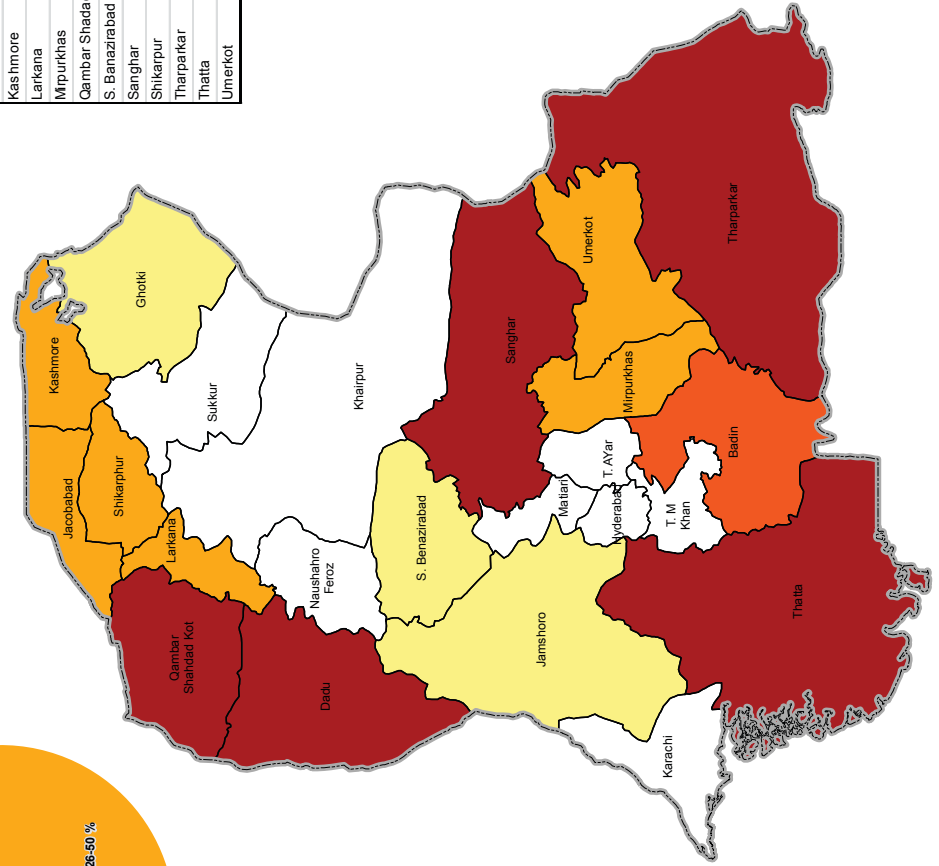 Kashmore
Larkana
Mirpurkhas
Qambar Shada
S. Banazirabad
Sanghar
Shikarpur
Tharparkar
Thatta
Umerkot
26-50 %
Kashmore
Ghotki
Jacobabad
Shikarphur
Larkana
Sukkur
Khairpur
Qambar
Shahdad Kot
Dadu
Naushahro
Feroz
S. Benazirabad
Sanghar
Umerkot
Mirpurkhas
Tharparkar
Jamshoro
Matiari
T. AYar
Hyderabad
T. M
Khan
Badin
Thatta
Karachi